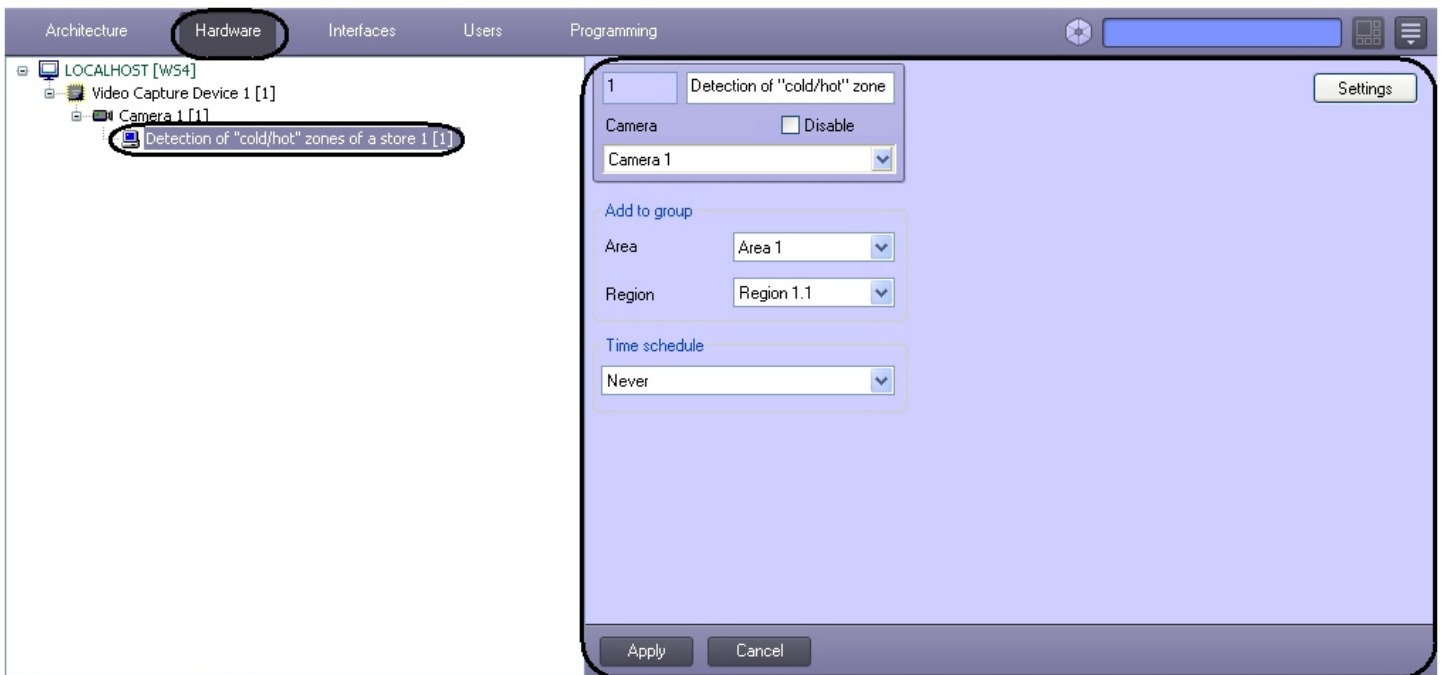 Architecture Hardware Interfaces Users Programming
LOCALHOST [WS4]
Video Capture Device 1 [1]
Camera 1 [1]
Detection of "cold/hot" zones of a store 1 [1]
1 Detection of "cold/hot" zone
Settings
Camera Disable
Camera 1
Add to group
Area Area 1
Region Region 1.1
Time schedule
Never
Apply Cancel